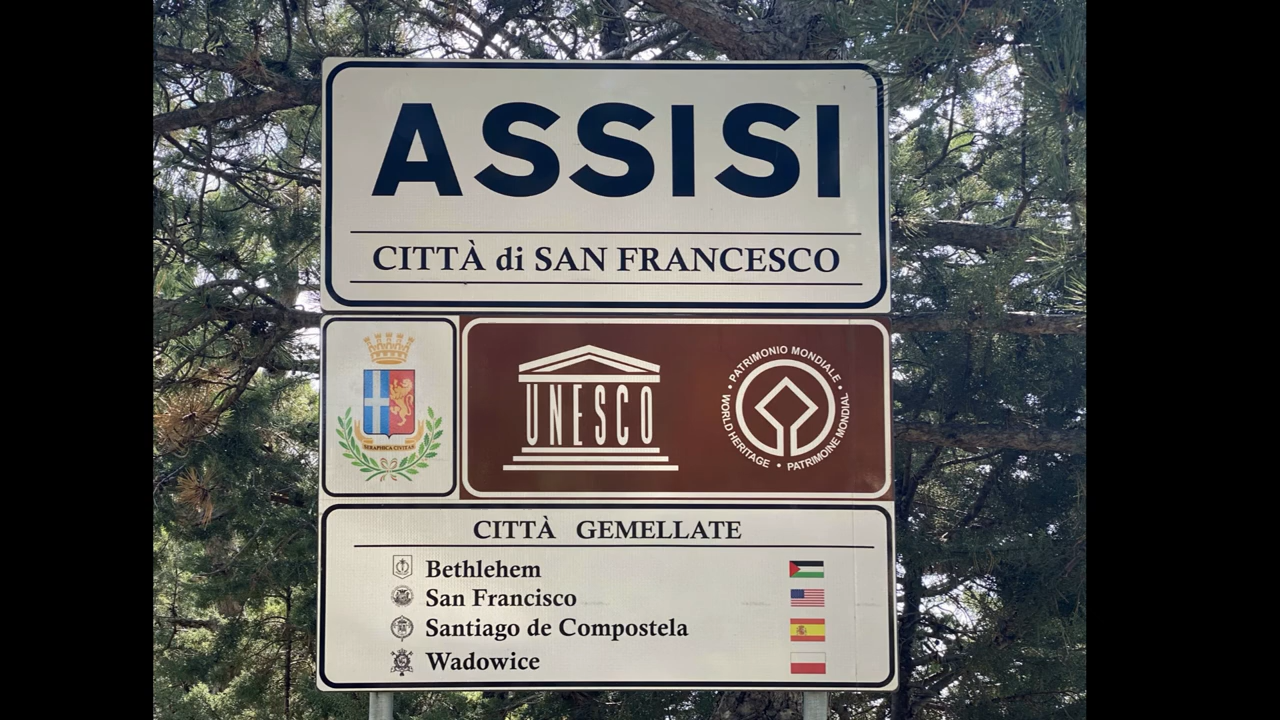 ASSISI
CITTÀ di SAN FRANCESCO
SERAPHICA CIVITAS
UNESCO
PATRIMONIO MONDIALE • WORLD HERITAGE • PATRIMOINE MONDIAL •
CITTÀ GEMELLATE
Bethlehem
San Francisco
Santiago de Compostela
Wadowice